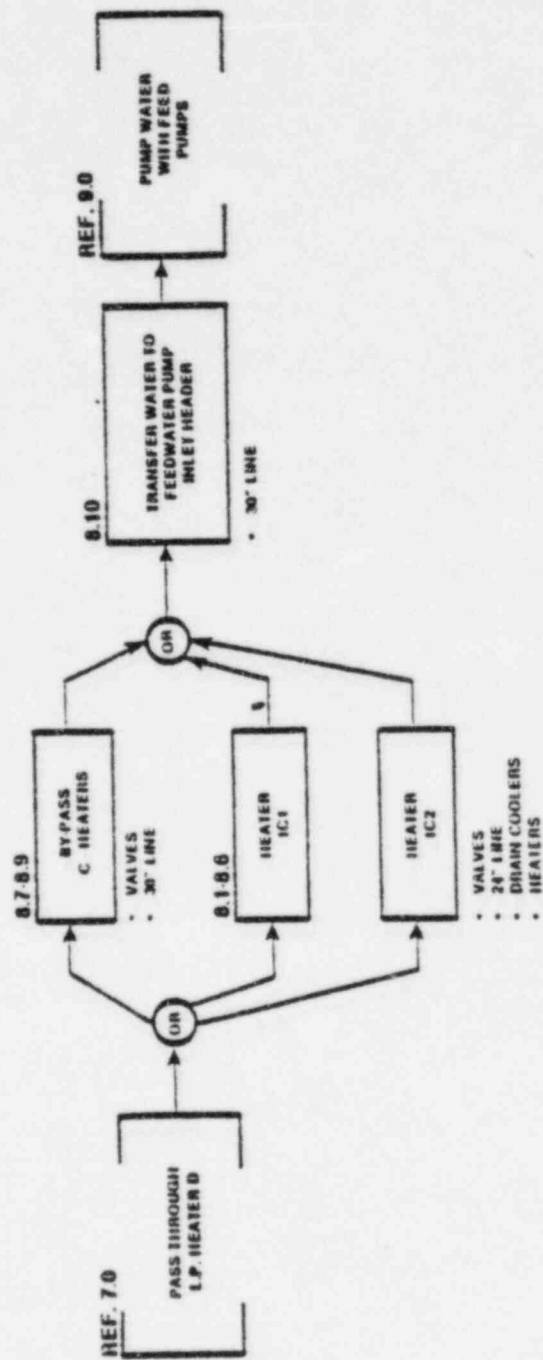 REF. 7.0
PASS THROUGH
L.P. HEATER D
OR
8.7-8.9
BY-PASS
C HEATERS
• VALVES
• 30" LINE
8.1-8.6
HEATER
IC1
HEATER
IC2
• VALVES
• 24" LINE
• DRAIN COOLERS
• HEATERS
OR
8.10
TRANSFER WATER TO
FEEDWATER PUMP
INLET HEADER
• 30" LINE
REF. 9.0
PUMP WATER
WITH FEED
PUMPS